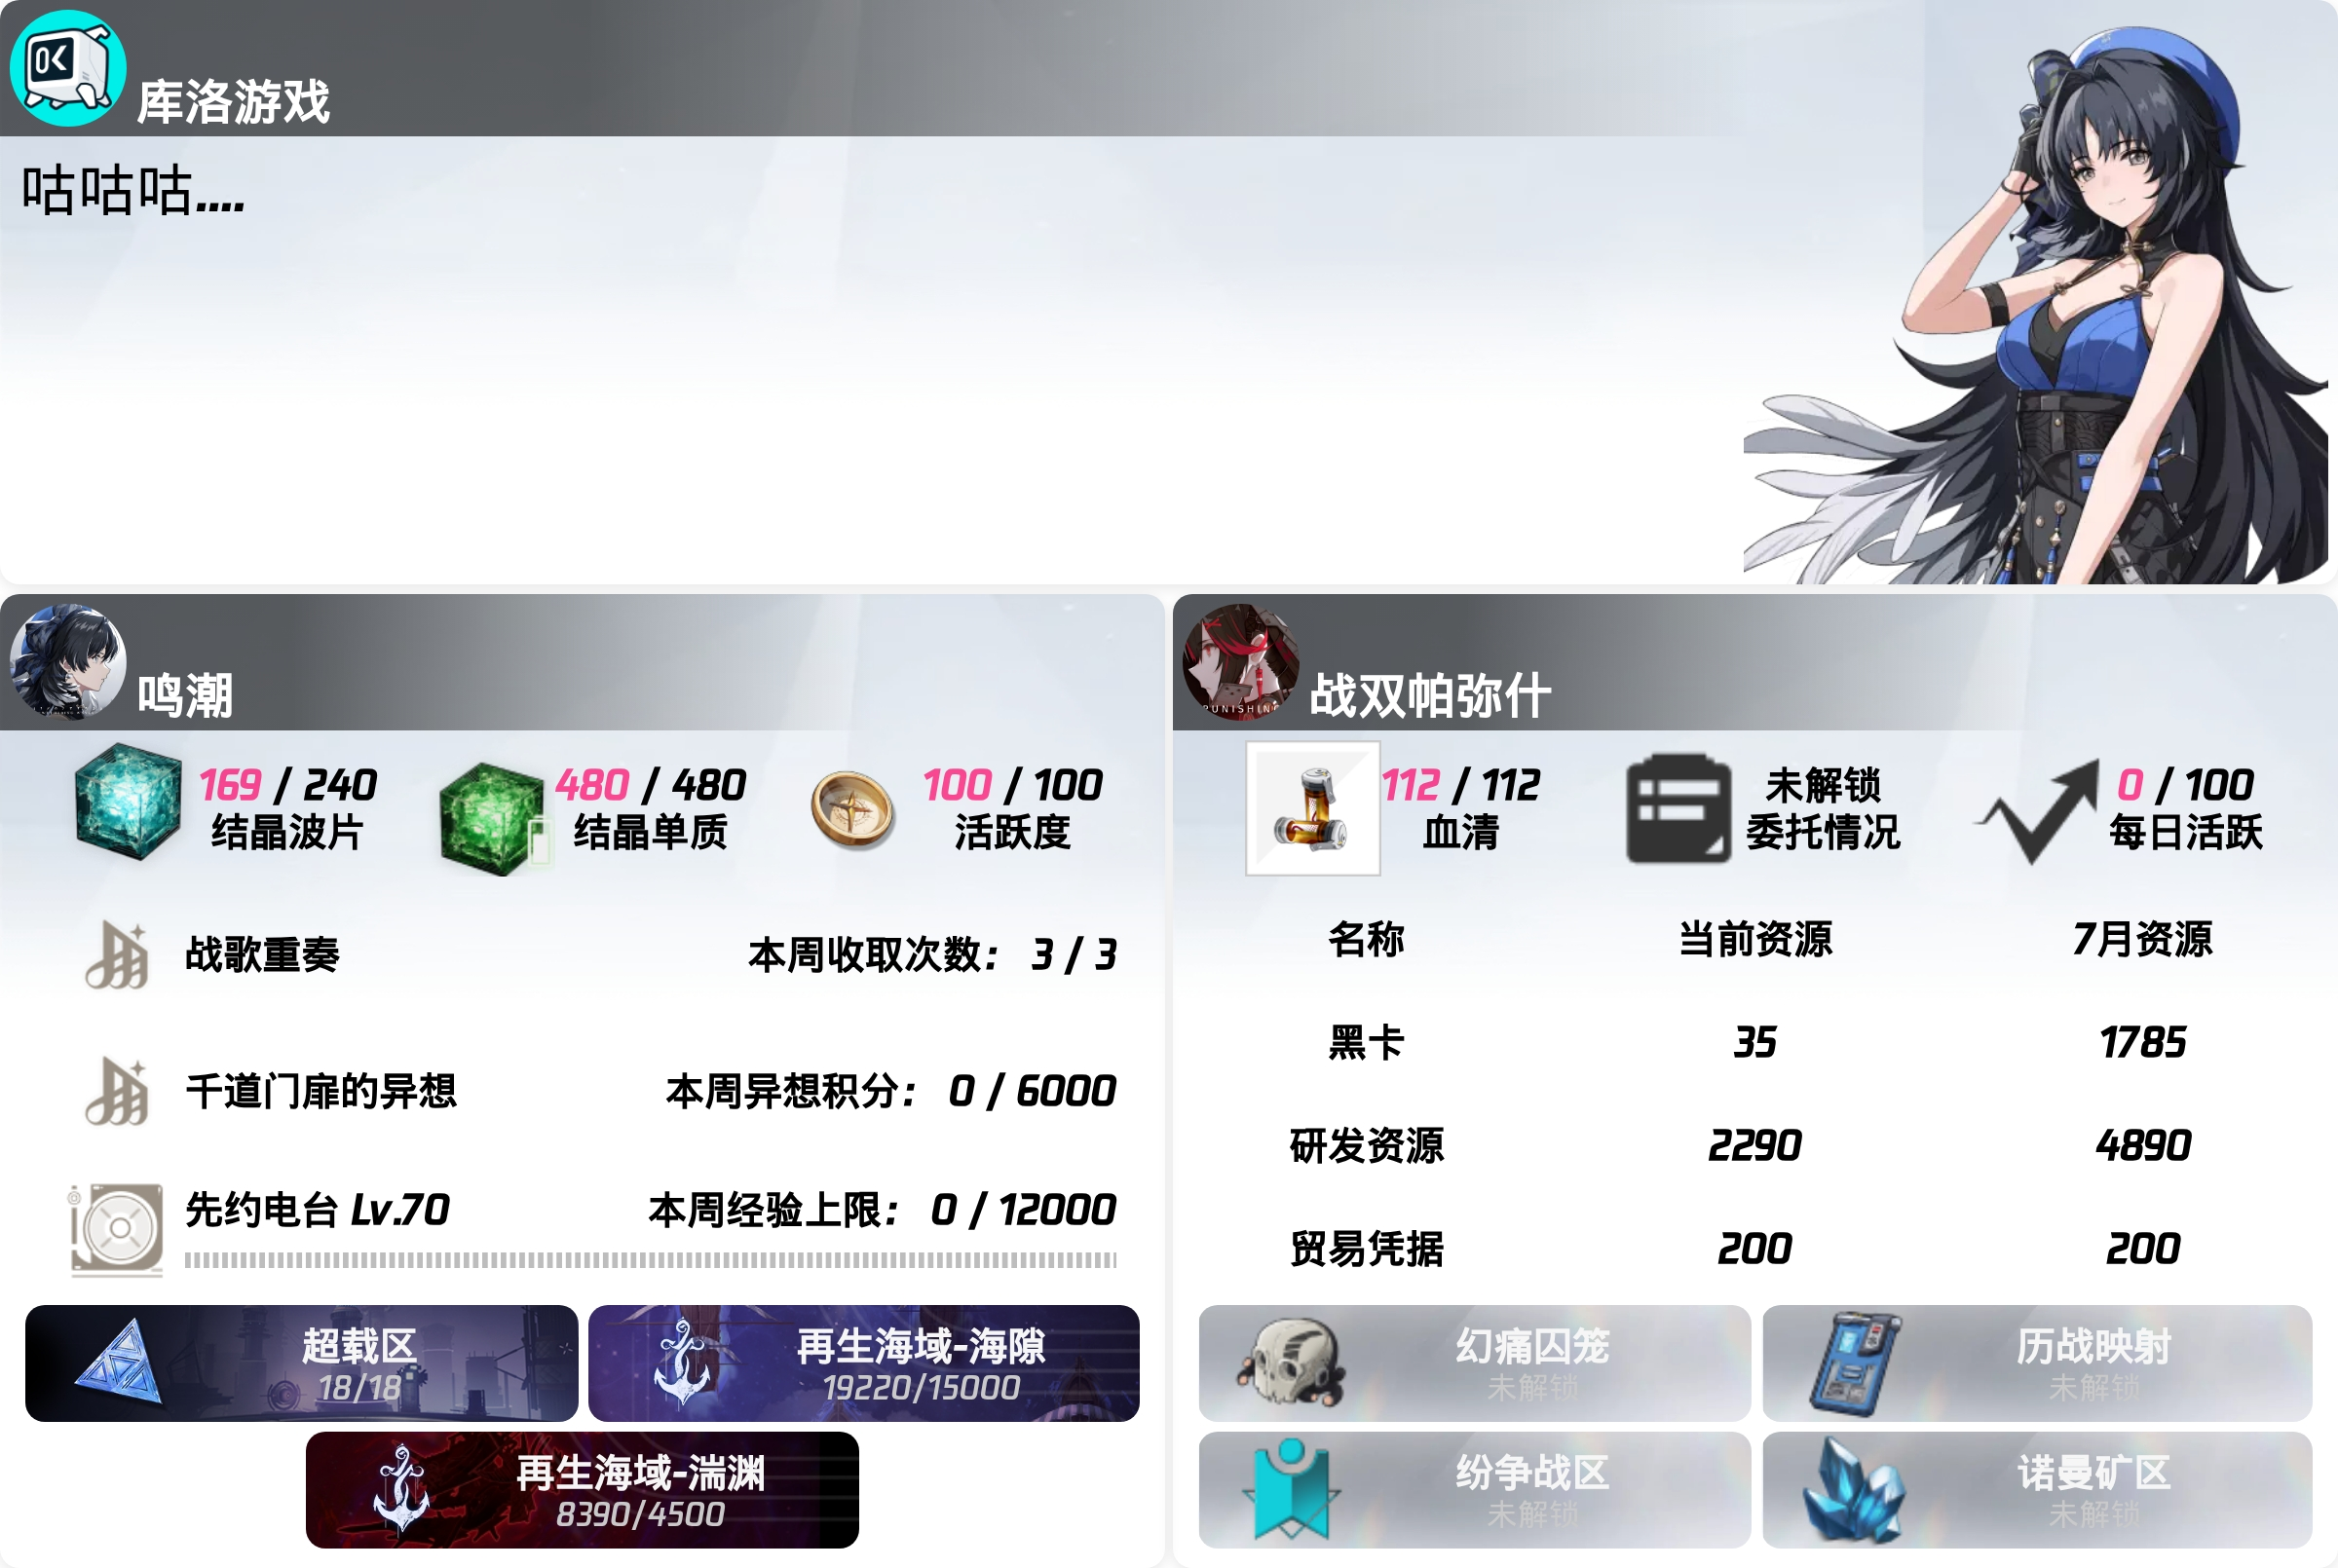 OK
库洛游戏
咕咕咕....
鸣潮
169 / 240
结晶波片
480 / 480
结晶单质
100 / 100
活跃度
战歌重奏
本周收取次数： 3 / 3
千道门扉的异想
本周异想积分： 0 / 6000
先约电台 Lv.70
本周经验上限： 0 / 12000
超载区
18/18
再生海域-海隙
19220/15000
再生海域-湍渊
8390/4500
PUNISHING
战双帕弥什
112 / 112
血清
未解锁
委托情况
0 / 100
每日活跃
名称 当前资源 7月资源
黑卡 35 1785
研发资源 2290 4890
贸易凭据 200 200
幻痛囚笼
未解锁
历战映射
未解锁
纷争战区
未解锁
诺曼矿区
未解锁